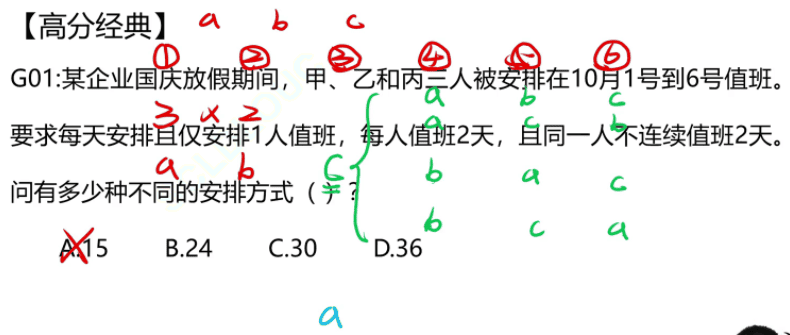 【高分经典】 a b c
① ② ③ ④ ⑤ ⑥
G01:某企业国庆放假期间，甲、乙和丙三人被安排在10月1号到6号值班。
a b c
3 × 2 a c b
要求每天安排且仅安排1人值班，每人值班2天，且同一人不连续值班2天。
a b c b a c
问有多少种不同的安排方式（ ）？
b c a
A.15 B.24 C.30 D.36
a